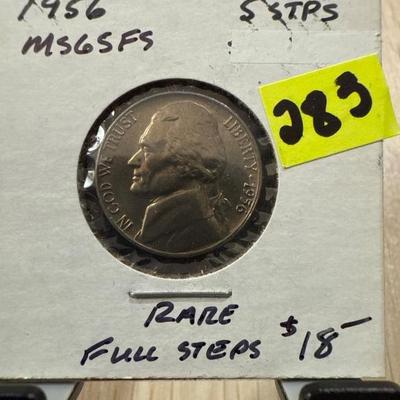 1956 5 STPS
MS65FS
283
IN GOD WE TRUST
LIBERTY 1956
RARE
FULL STEPS $18-